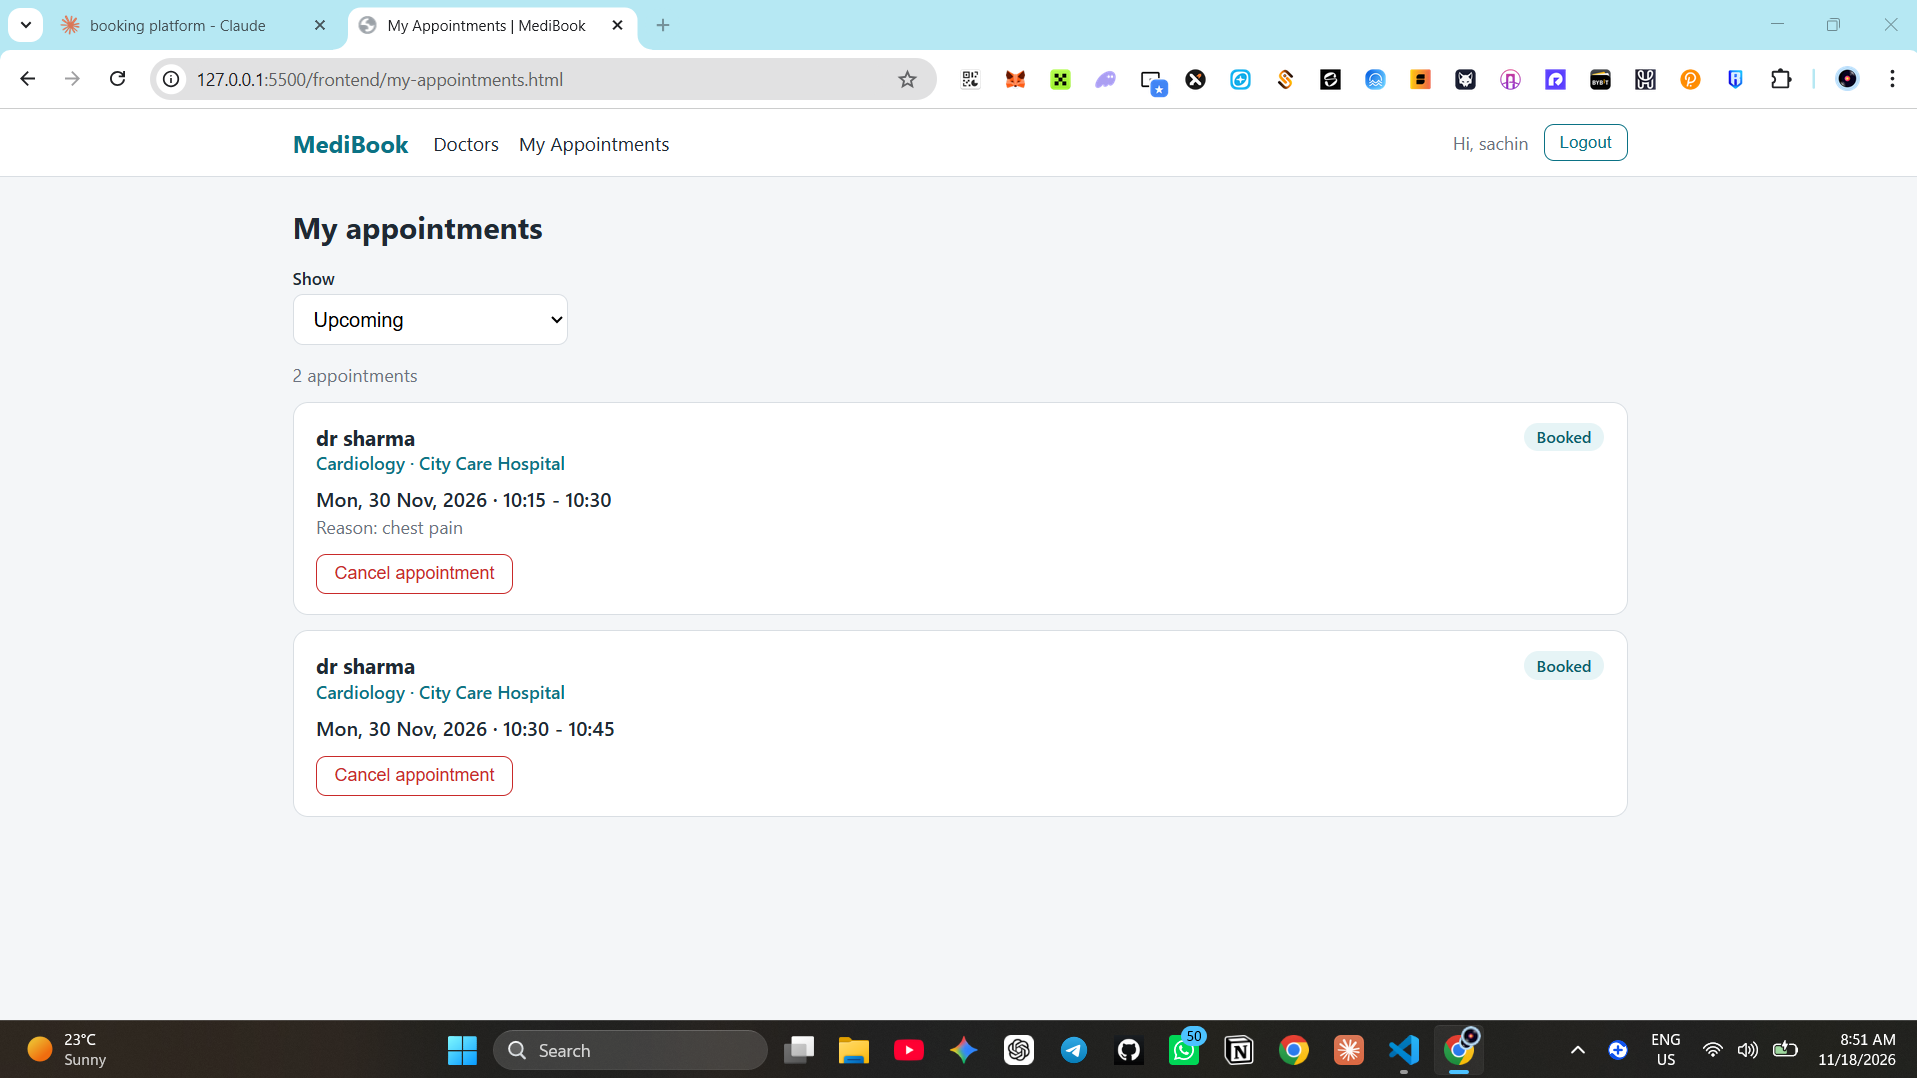 booking platform - Claude
My Appointments | MediBook
127.0.0.1:5500/frontend/my-appointments.html
MediBook Doctors My Appointments Hi, sachin Logout
My appointments
Show
Upcoming
2 appointments
dr sharma Booked
Cardiology · City Care Hospital
Mon, 30 Nov, 2026 · 10:15 - 10:30
Reason: chest pain
Cancel appointment
dr sharma Booked
Cardiology · City Care Hospital
Mon, 30 Nov, 2026 · 10:30 - 10:45
Cancel appointment
23°C
Sunny
Search
50
ENG
US
8:51 AM
11/18/2026